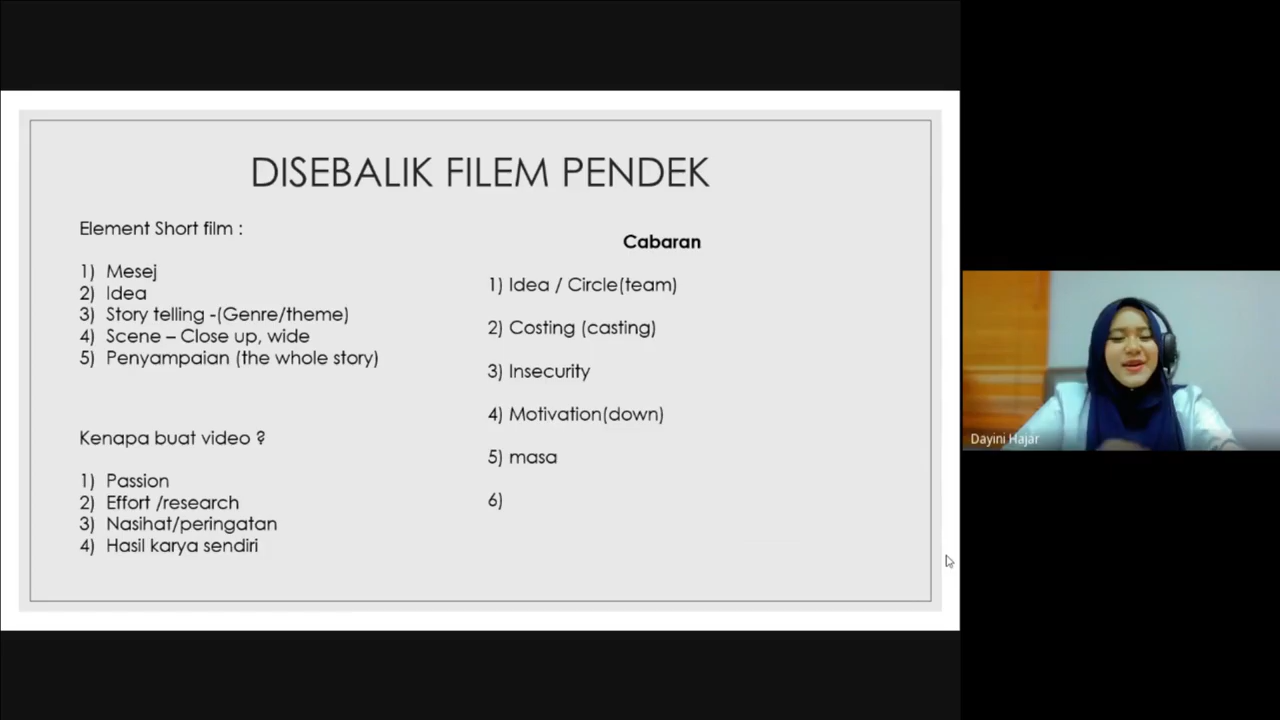 DISEBALIK FILEM PENDEK
Element Short film :
1) Mesej
2) Idea
3) Story telling -(Genre/theme)
4) Scene – Close up, wide
5) Penyampaian (the whole story)
Kenapa buat video ?
1) Passion
2) Effort /research
3) Nasihat/peringatan
4) Hasil karya sendiri
Cabaran
1) Idea / Circle(team)
2) Costing (casting)
3) Insecurity
4) Motivation(down)
5) masa
6)
Dayini Hajar